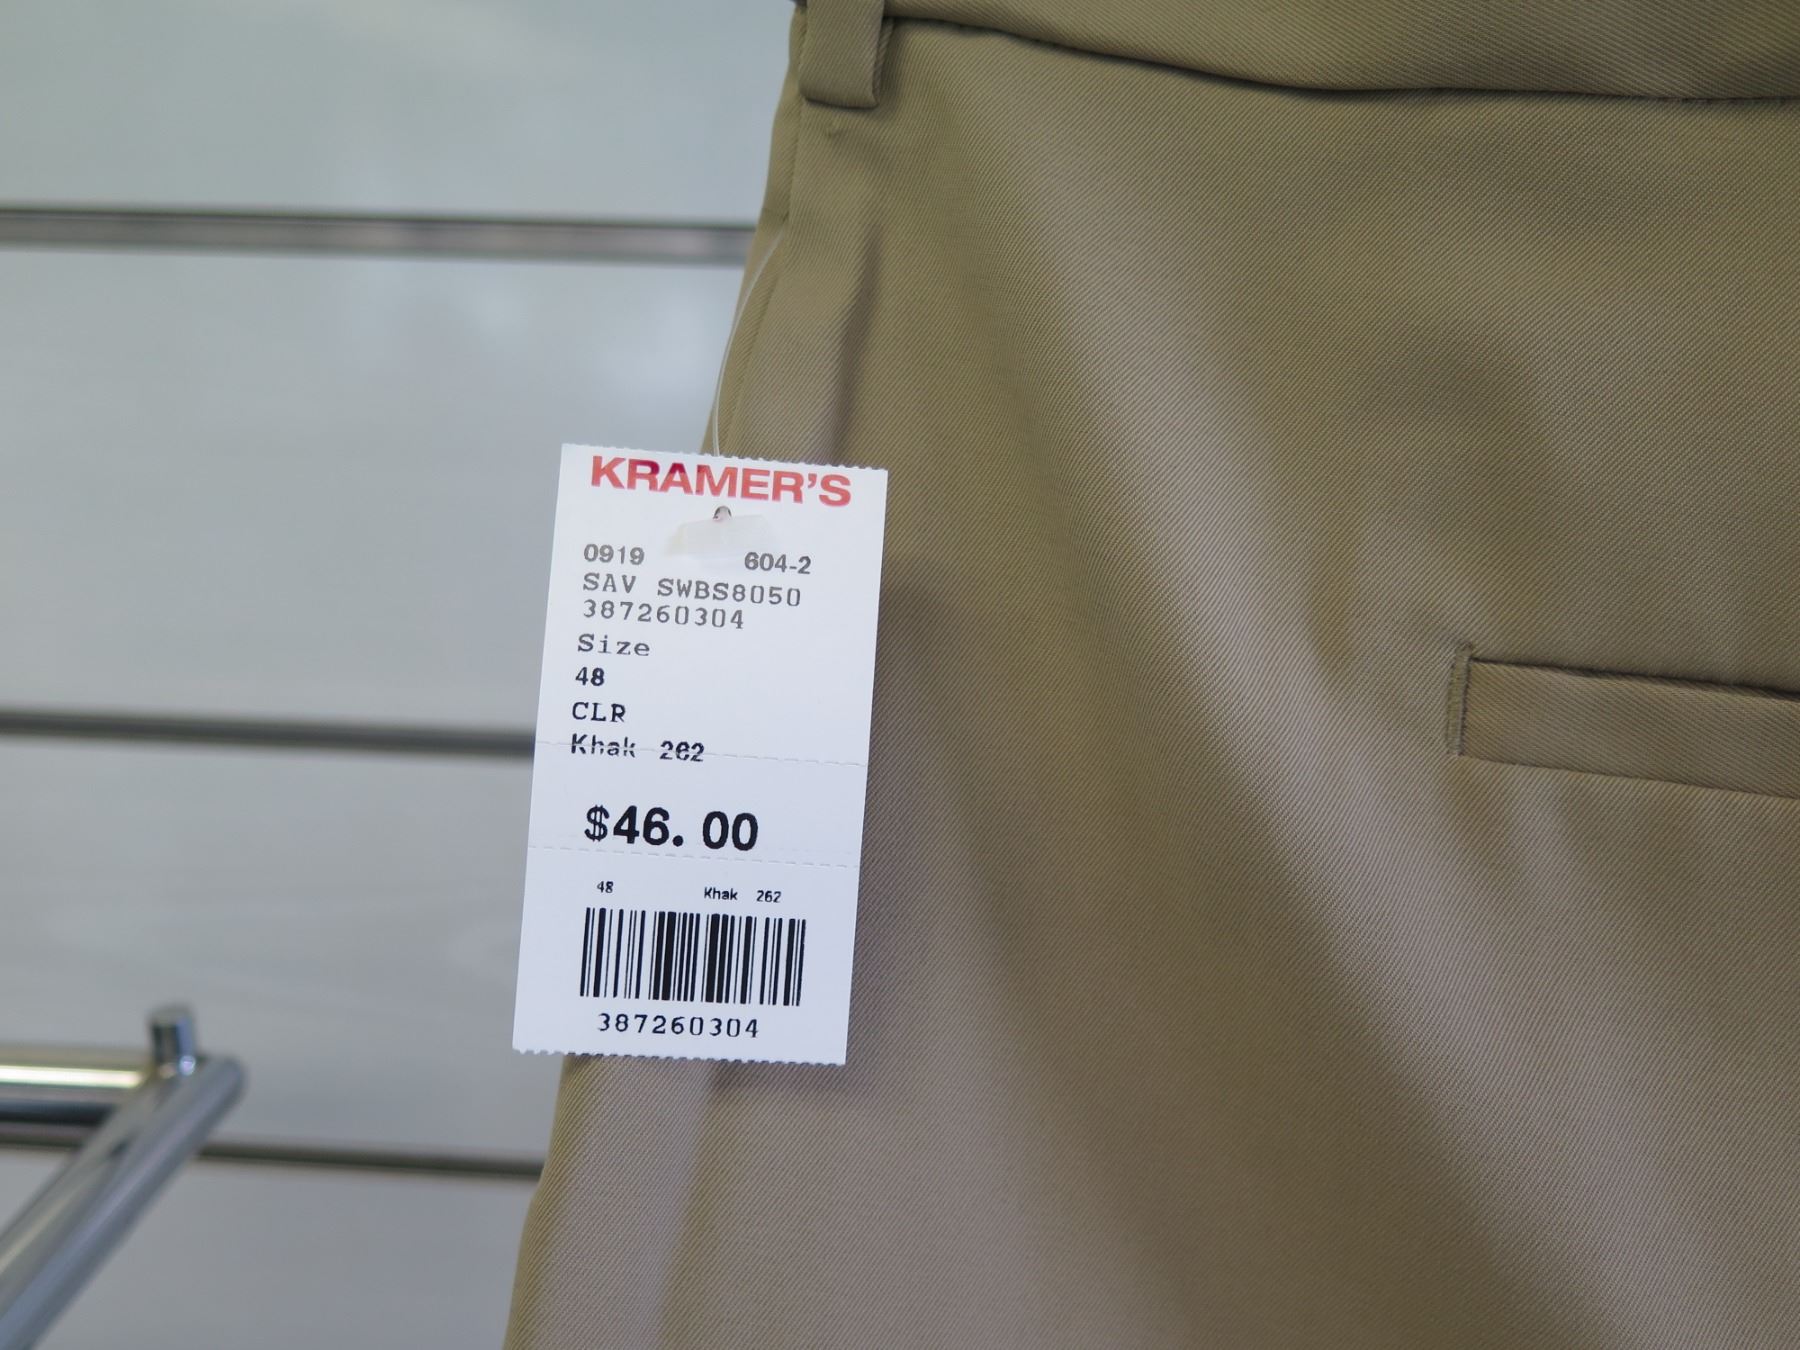 KRAMER'S
0919 604-2
SAV SWBS8050
387260304
Size
48
CLR
Khak 262
$46.00
48 Khak 262
387260304